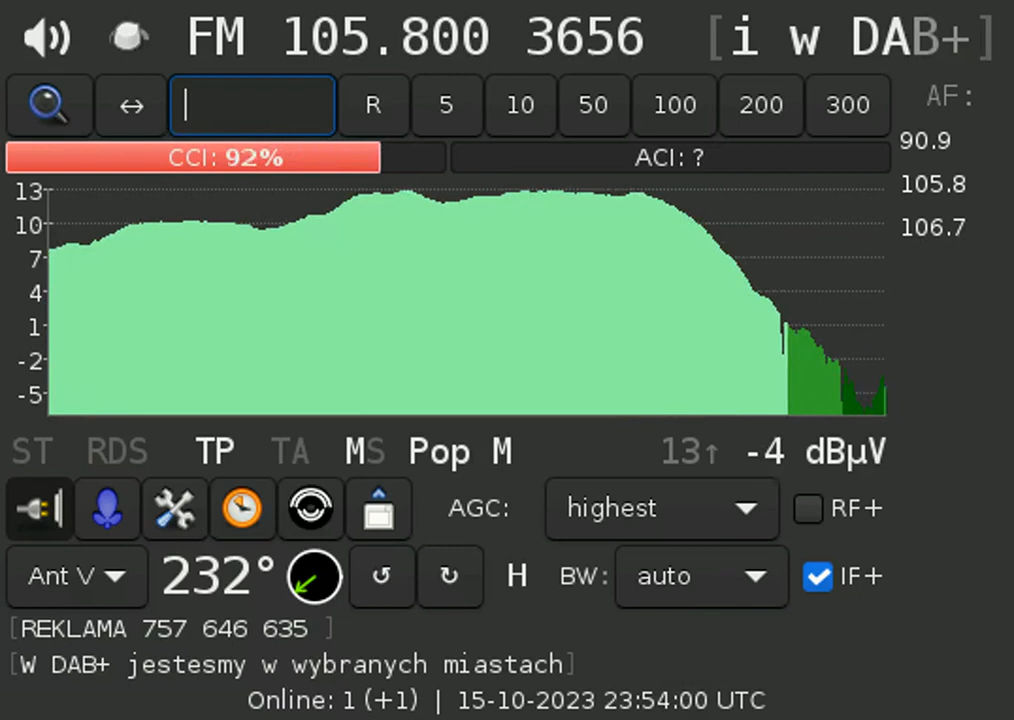 FM 105.800 3656 [i w DAB+]
R 5 10 50 100 200 300 AF:
CCI: 92% ACI: ? 90.9
105.8
106.7
13
10
7
4
1
-2
-5
ST RDS TP TA MS Pop M 13↑ -4 dBµV
AGC: highest RF+
Ant V 232° ↺ ↻ H BW: auto IF+
[REKLAMA 757 646 635 ]
[W DAB+ jestesmy w wybranych miastach]
Online: 1 (+1) | 15-10-2023 23:54:00 UTC